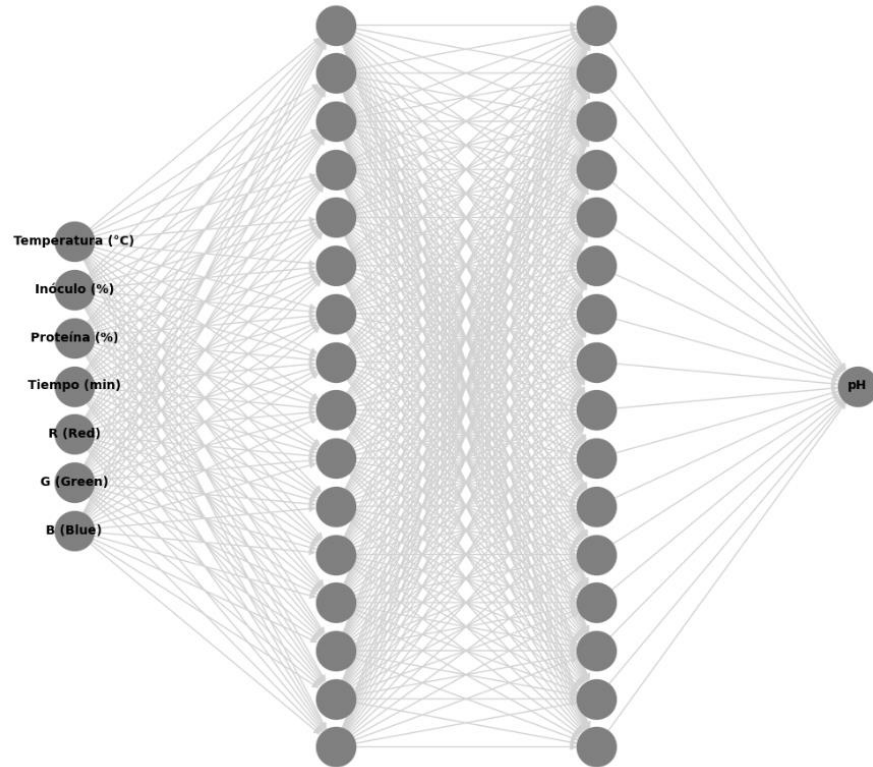 Temperatura (°C)
Inóculo (%)
Proteína (%)
Tiempo (min)
R (Red)
G (Green)
B (Blue)
pH